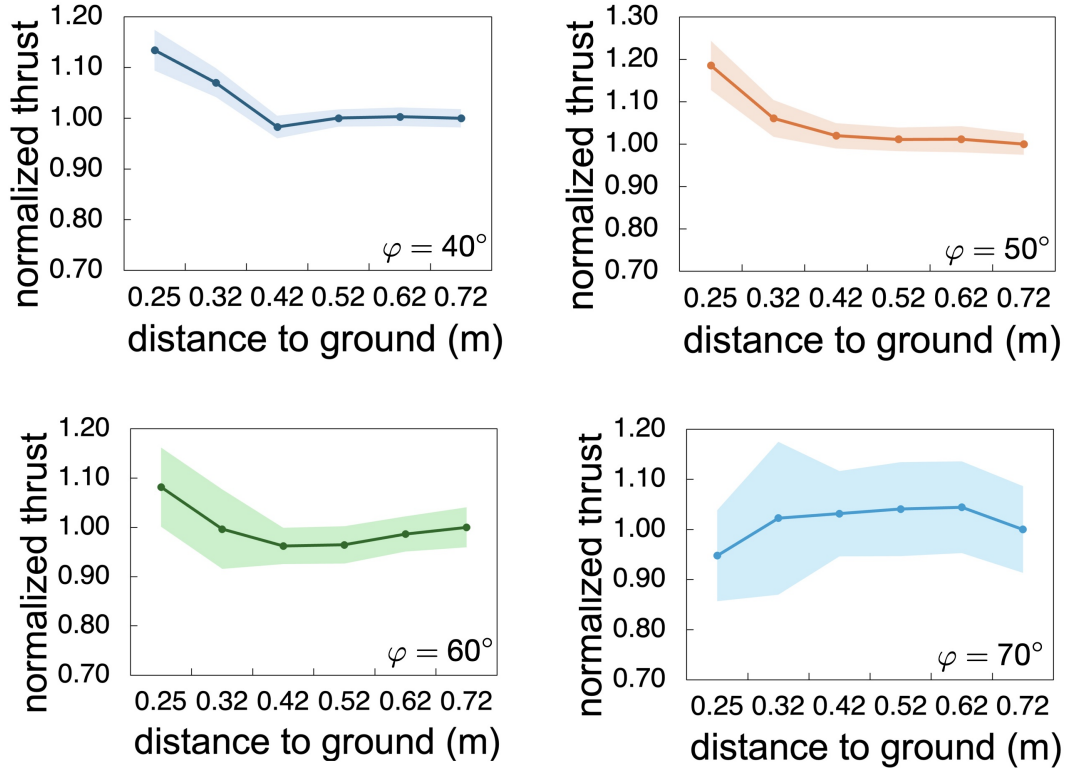 normalized thrust
1.20
1.10
1.00
0.90
0.80
0.70
φ = 40°
0.25 0.32 0.42 0.52 0.62 0.72
distance to ground (m)
normalized thrust
1.30
1.20
1.10
1.00
0.90
0.80
0.70
φ = 50°
0.25 0.32 0.42 0.52 0.62 0.72
distance to ground (m)
normalized thrust
1.20
1.10
1.00
0.90
0.80
0.70
φ = 60°
0.25 0.32 0.42 0.52 0.62 0.72
distance to ground (m)
normalized thrust
1.20
1.10
1.00
0.90
0.80
0.70
φ = 70°
0.25 0.32 0.42 0.52 0.62 0.72
distance to ground (m)